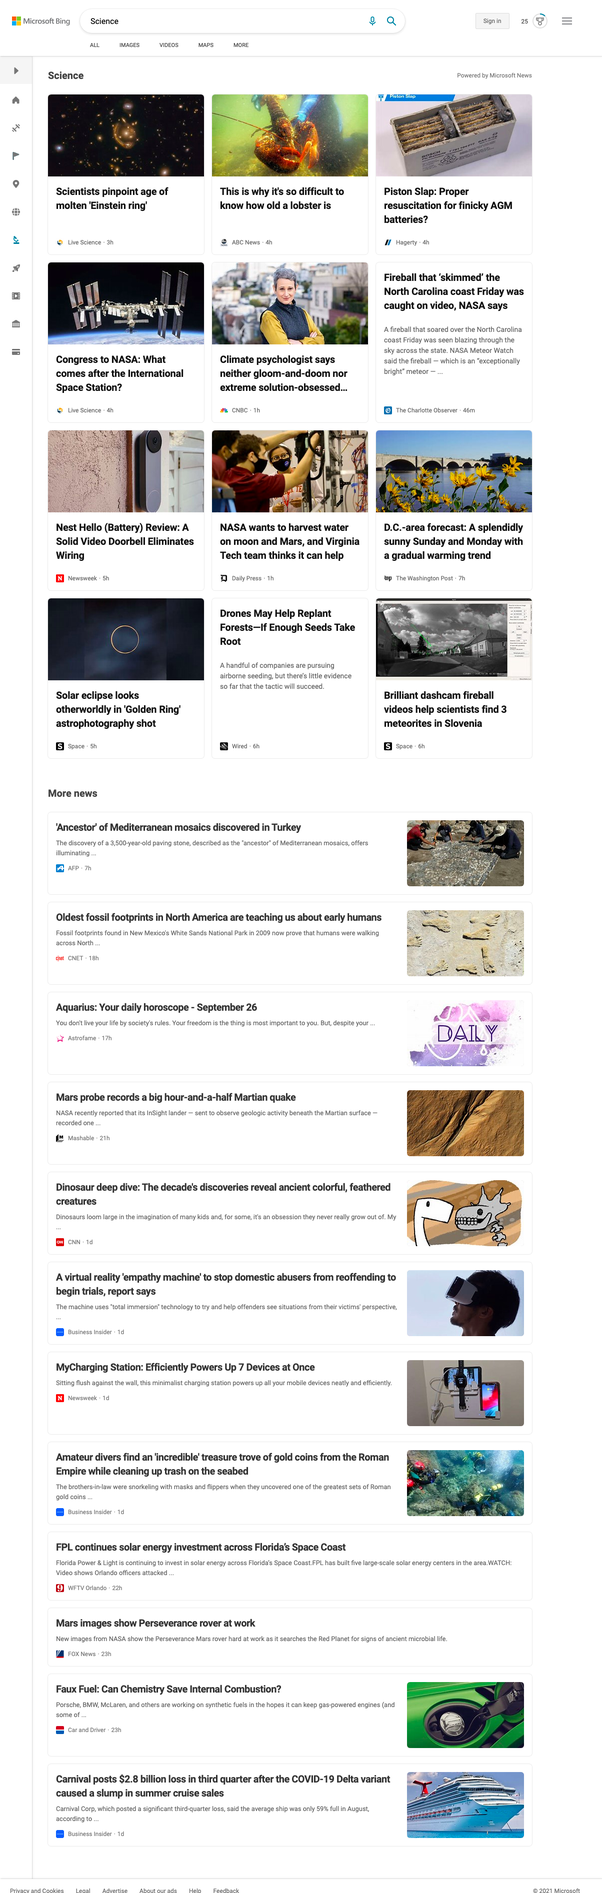 Microsoft Bing
Science
Sign in
25
ALL
IMAGES
VIDEOS
MAPS
MORE
Science
Powered by Microsoft News
Scientists pinpoint age of
molten 'Einstein ring'
Live Science · 3h
This is why it's so difficult to
know how old a lobster is
ABC News · 4h
Piston Slap
Piston Slap: Proper
resuscitation for finicky AGM
batteries?
Hagerty · 4h
Congress to NASA: What
comes after the International
Space Station?
Live Science · 4h
Climate psychologist says
neither gloom-and-doom nor
extreme solution-obsessed…
CNBC · 1h
Fireball that 'skimmed' the
North Carolina coast Friday was
caught on video, NASA says
A fireball that soared over the North Carolina
coast Friday was seen blazing through the
sky across the state. NASA Meteor Watch
said the fireball — which is an "exceptionally
bright" meteor — ...
The Charlotte Observer · 46m
Nest Hello (Battery) Review: A
Solid Video Doorbell Eliminates
Wiring
Newsweek · 5h
NASA wants to harvest water
on moon and Mars, and Virginia
Tech team thinks it can help
Daily Press · 1h
D.C.-area forecast: A splendidly
sunny Sunday and Monday with
a gradual warming trend
The Washington Post · 7h
Solar eclipse looks
otherworldly in 'Golden Ring'
astrophotography shot
Space · 5h
Drones May Help Replant
Forests—If Enough Seeds Take
Root
A handful of companies are pursuing
airborne seeding, but there's little evidence
so far that the tactic will succeed.
Wired · 6h
Brilliant dashcam fireball
videos help scientists find 3
meteorites in Slovenia
Space · 6h
More news
'Ancestor' of Mediterranean mosaics discovered in Turkey
The discovery of a 3,500-year-old paving stone, described as the "ancestor" of Mediterranean mosaics, offers
illuminating ...
AFP · 7h
Oldest fossil footprints in North America are teaching us about early humans
Fossil footprints found in New Mexico's White Sands National Park in 2009 now prove that humans were walking
across North ...
CNET · 18h
Aquarius: Your daily horoscope - September 26
You don't live your life by society's rules. Your freedom is the thing is most important to you. But, despite your ...
Astrofame · 17h
DAILY
Mars probe records a big hour-and-a-half Martian quake
NASA recently reported that its InSight lander — sent to observe geologic activity beneath the Martian surface —
recorded one ...
Mashable · 21h
Dinosaur deep dive: The decade's discoveries reveal ancient colorful, feathered
creatures
Dinosaurs loom large in the imagination of many kids and, for some, it's an obsession they never really grow out of. My
...
CNN · 1d
A virtual reality 'empathy machine' to stop domestic abusers from reoffending to
begin trials, report says
The machine uses "total immersion" technology to try and help offenders see situations from their victims' perspective,
...
Business Insider · 1d
MyCharging Station: Efficiently Powers Up 7 Devices at Once
Sitting flush against the wall, this minimalist charging station powers up all your mobile devices neatly and efficiently.
Newsweek · 1d
Amateur divers find an 'incredible' treasure trove of gold coins from the Roman
Empire while cleaning up trash on the seabed
The brothers-in-law were snorkeling with masks and flippers when they uncovered one of the greatest sets of Roman
gold coins ...
Business Insider · 1d
FPL continues solar energy investment across Florida's Space Coast
Florida Power & Light is continuing to invest in solar energy across Florida's Space Coast.FPL has built five large-scale solar energy centers in the area.WATCH:
Video shows Orlando officers attacked ...
WFTV Orlando · 22h
Mars images show Perseverance rover at work
New images from NASA show the Perseverance Mars rover hard at work as it searches the Red Planet for signs of ancient microbial life.
FOX News · 23h
Faux Fuel: Can Chemistry Save Internal Combustion?
Porsche, BMW, McLaren, and others are working on synthetic fuels in the hopes it can keep gas-powered engines (and
some of ...
Car and Driver · 23h
Carnival posts $2.8 billion loss in third quarter after the COVID-19 Delta variant
caused a slump in summer cruise sales
Carnival Corp, which posted a significant third-quarter loss, said the average ship was only 59% full in August,
according to ...
Business Insider · 1d
Privacy and Cookies
Legal
Advertise
About our ads
Help
Feedback
© 2021 Microsoft